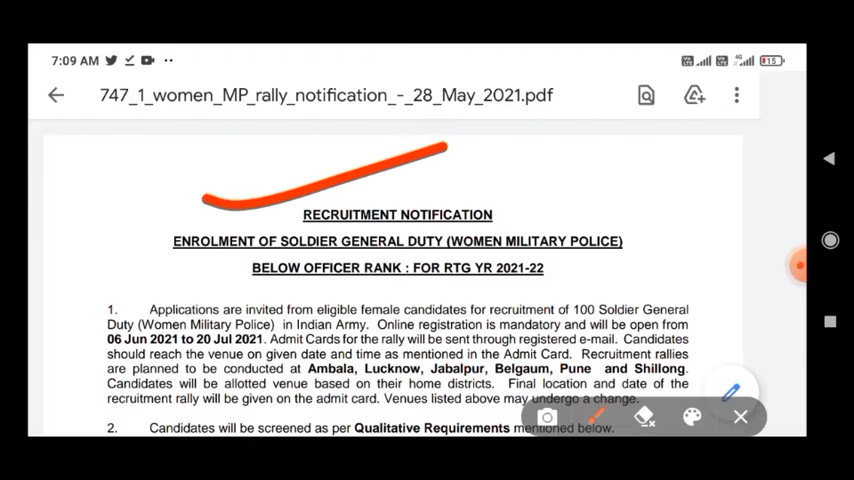 7:09 AM
15
747_1_women_MP_rally_notification_-_28_May_2021.pdf
RECRUITMENT NOTIFICATION
ENROLMENT OF SOLDIER GENERAL DUTY (WOMEN MILITARY POLICE)
BELOW OFFICER RANK : FOR RTG YR 2021-22
1. Applications are invited from eligible female candidates for recruitment of 100 Soldier General
Duty (Women Military Police) in Indian Army. Online registration is mandatory and will be open from
06 Jun 2021 to 20 Jul 2021. Admit Cards for the rally will be sent through registered e-mail. Candidates
should reach the venue on given date and time as mentioned in the Admit Card. Recruitment rallies
are planned to be conducted at Ambala, Lucknow, Jabalpur, Belgaum, Pune and Shillong.
Candidates will be allotted venue based on their home districts. Final location and date of the
recruitment rally will be given on the admit card. Venues listed above may undergo a change.
2. Candidates will be screened as per Qualitative Requirements mentioned below.